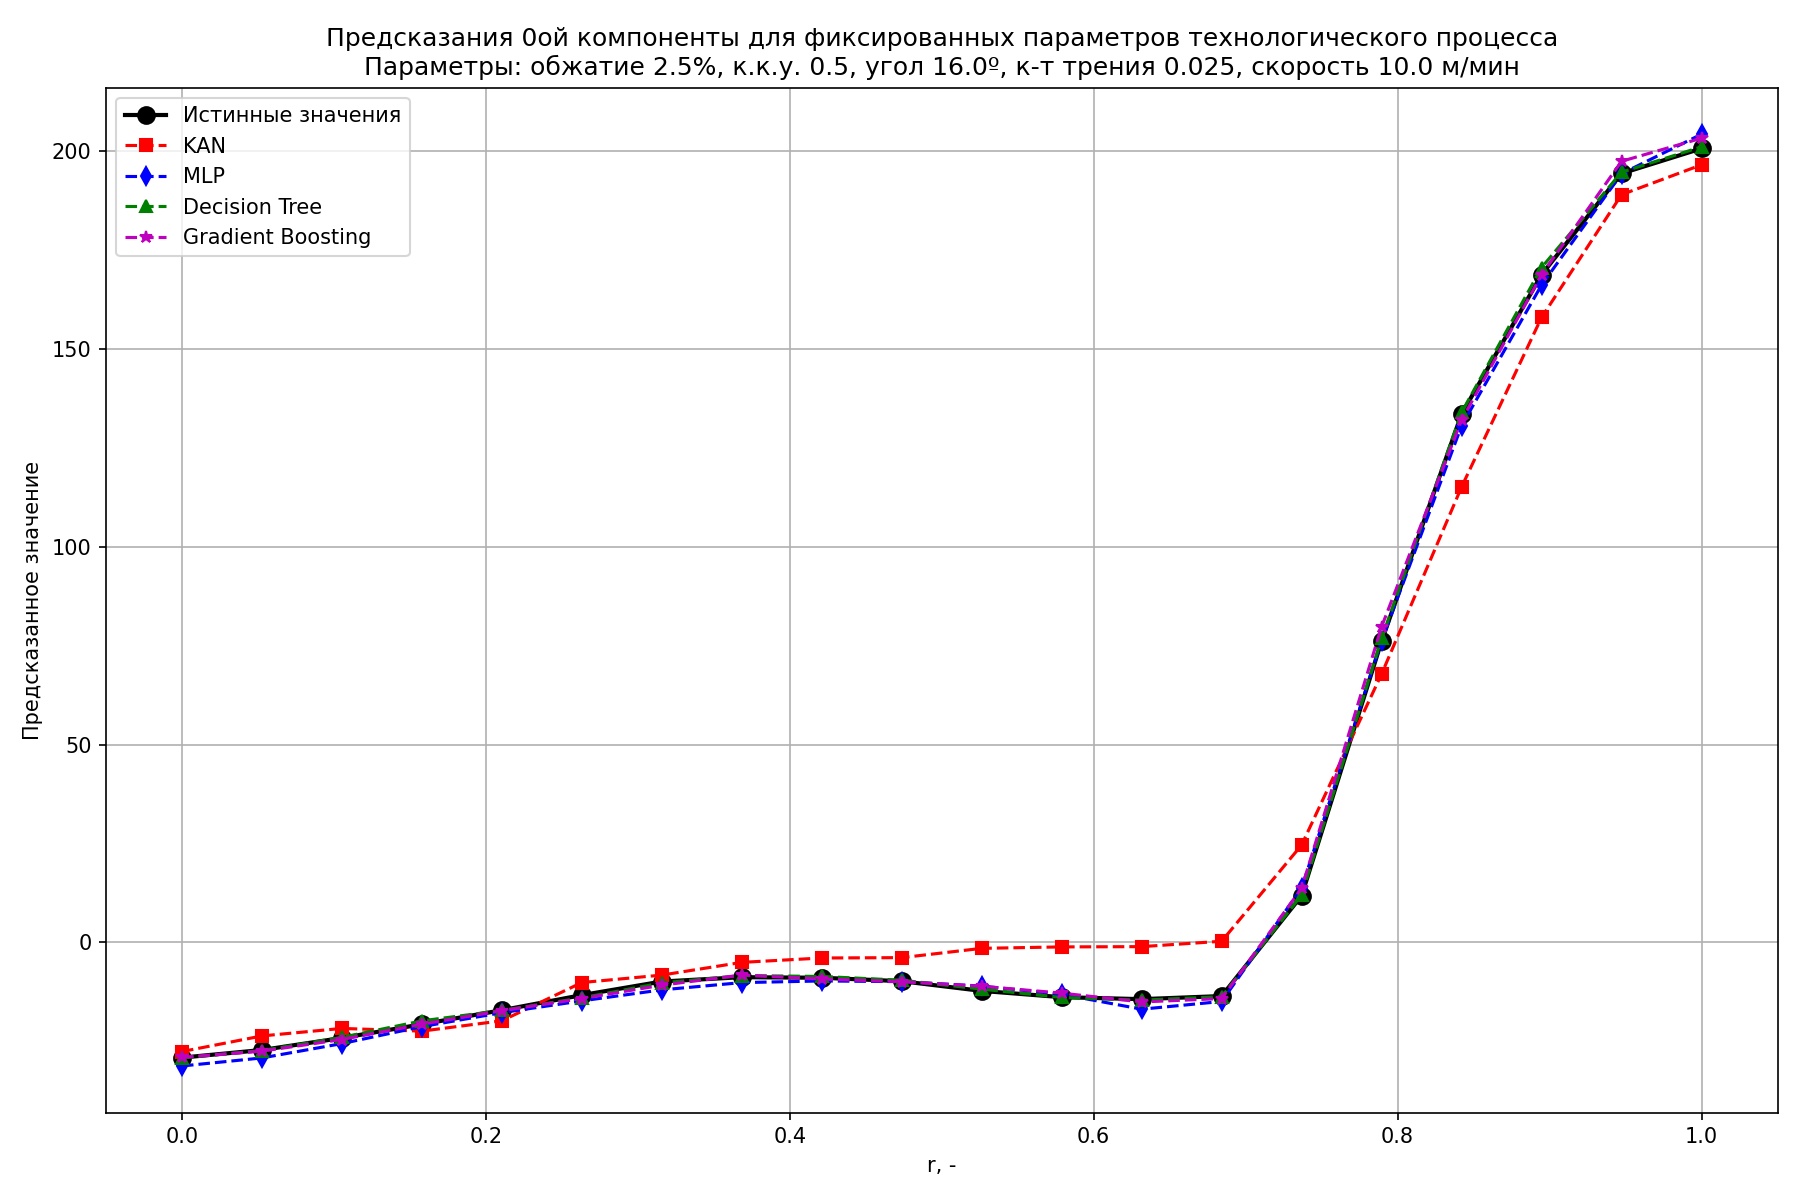 Предсказания 0ой компоненты для фиксированных параметров технологического процесса
Параметры: обжатие 2.5%, к.к.у. 0.5, угол 16.0º, к-т трения 0.025, скорость 10.0 м/мин
Истинные значения
KAN
MLP
Decision Tree
Gradient Boosting
Предсказанное значение
200
150
100
50
0
0.0
0.2
0.4
0.6
0.8
1.0
r, -